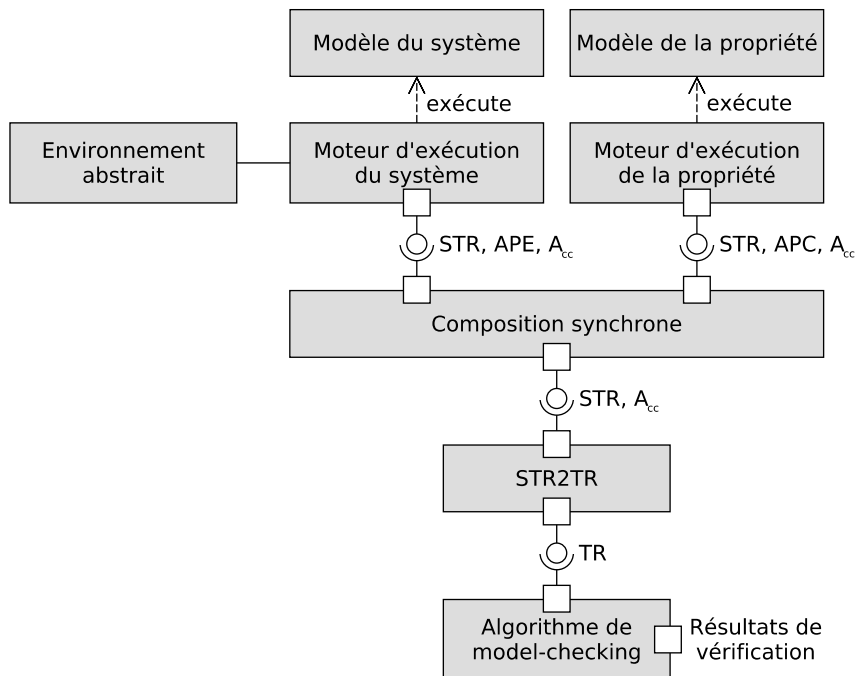 Modèle du système
Modèle de la propriété
exécute
exécute
Environnement
abstrait
Moteur d'exécution
du système
Moteur d'exécution
de la propriété
STR, APE, Acc
STR, APC, Acc
Composition synchrone
STR, Acc
STR2TR
TR
Algorithme de
model-checking
Résultats de
vérification